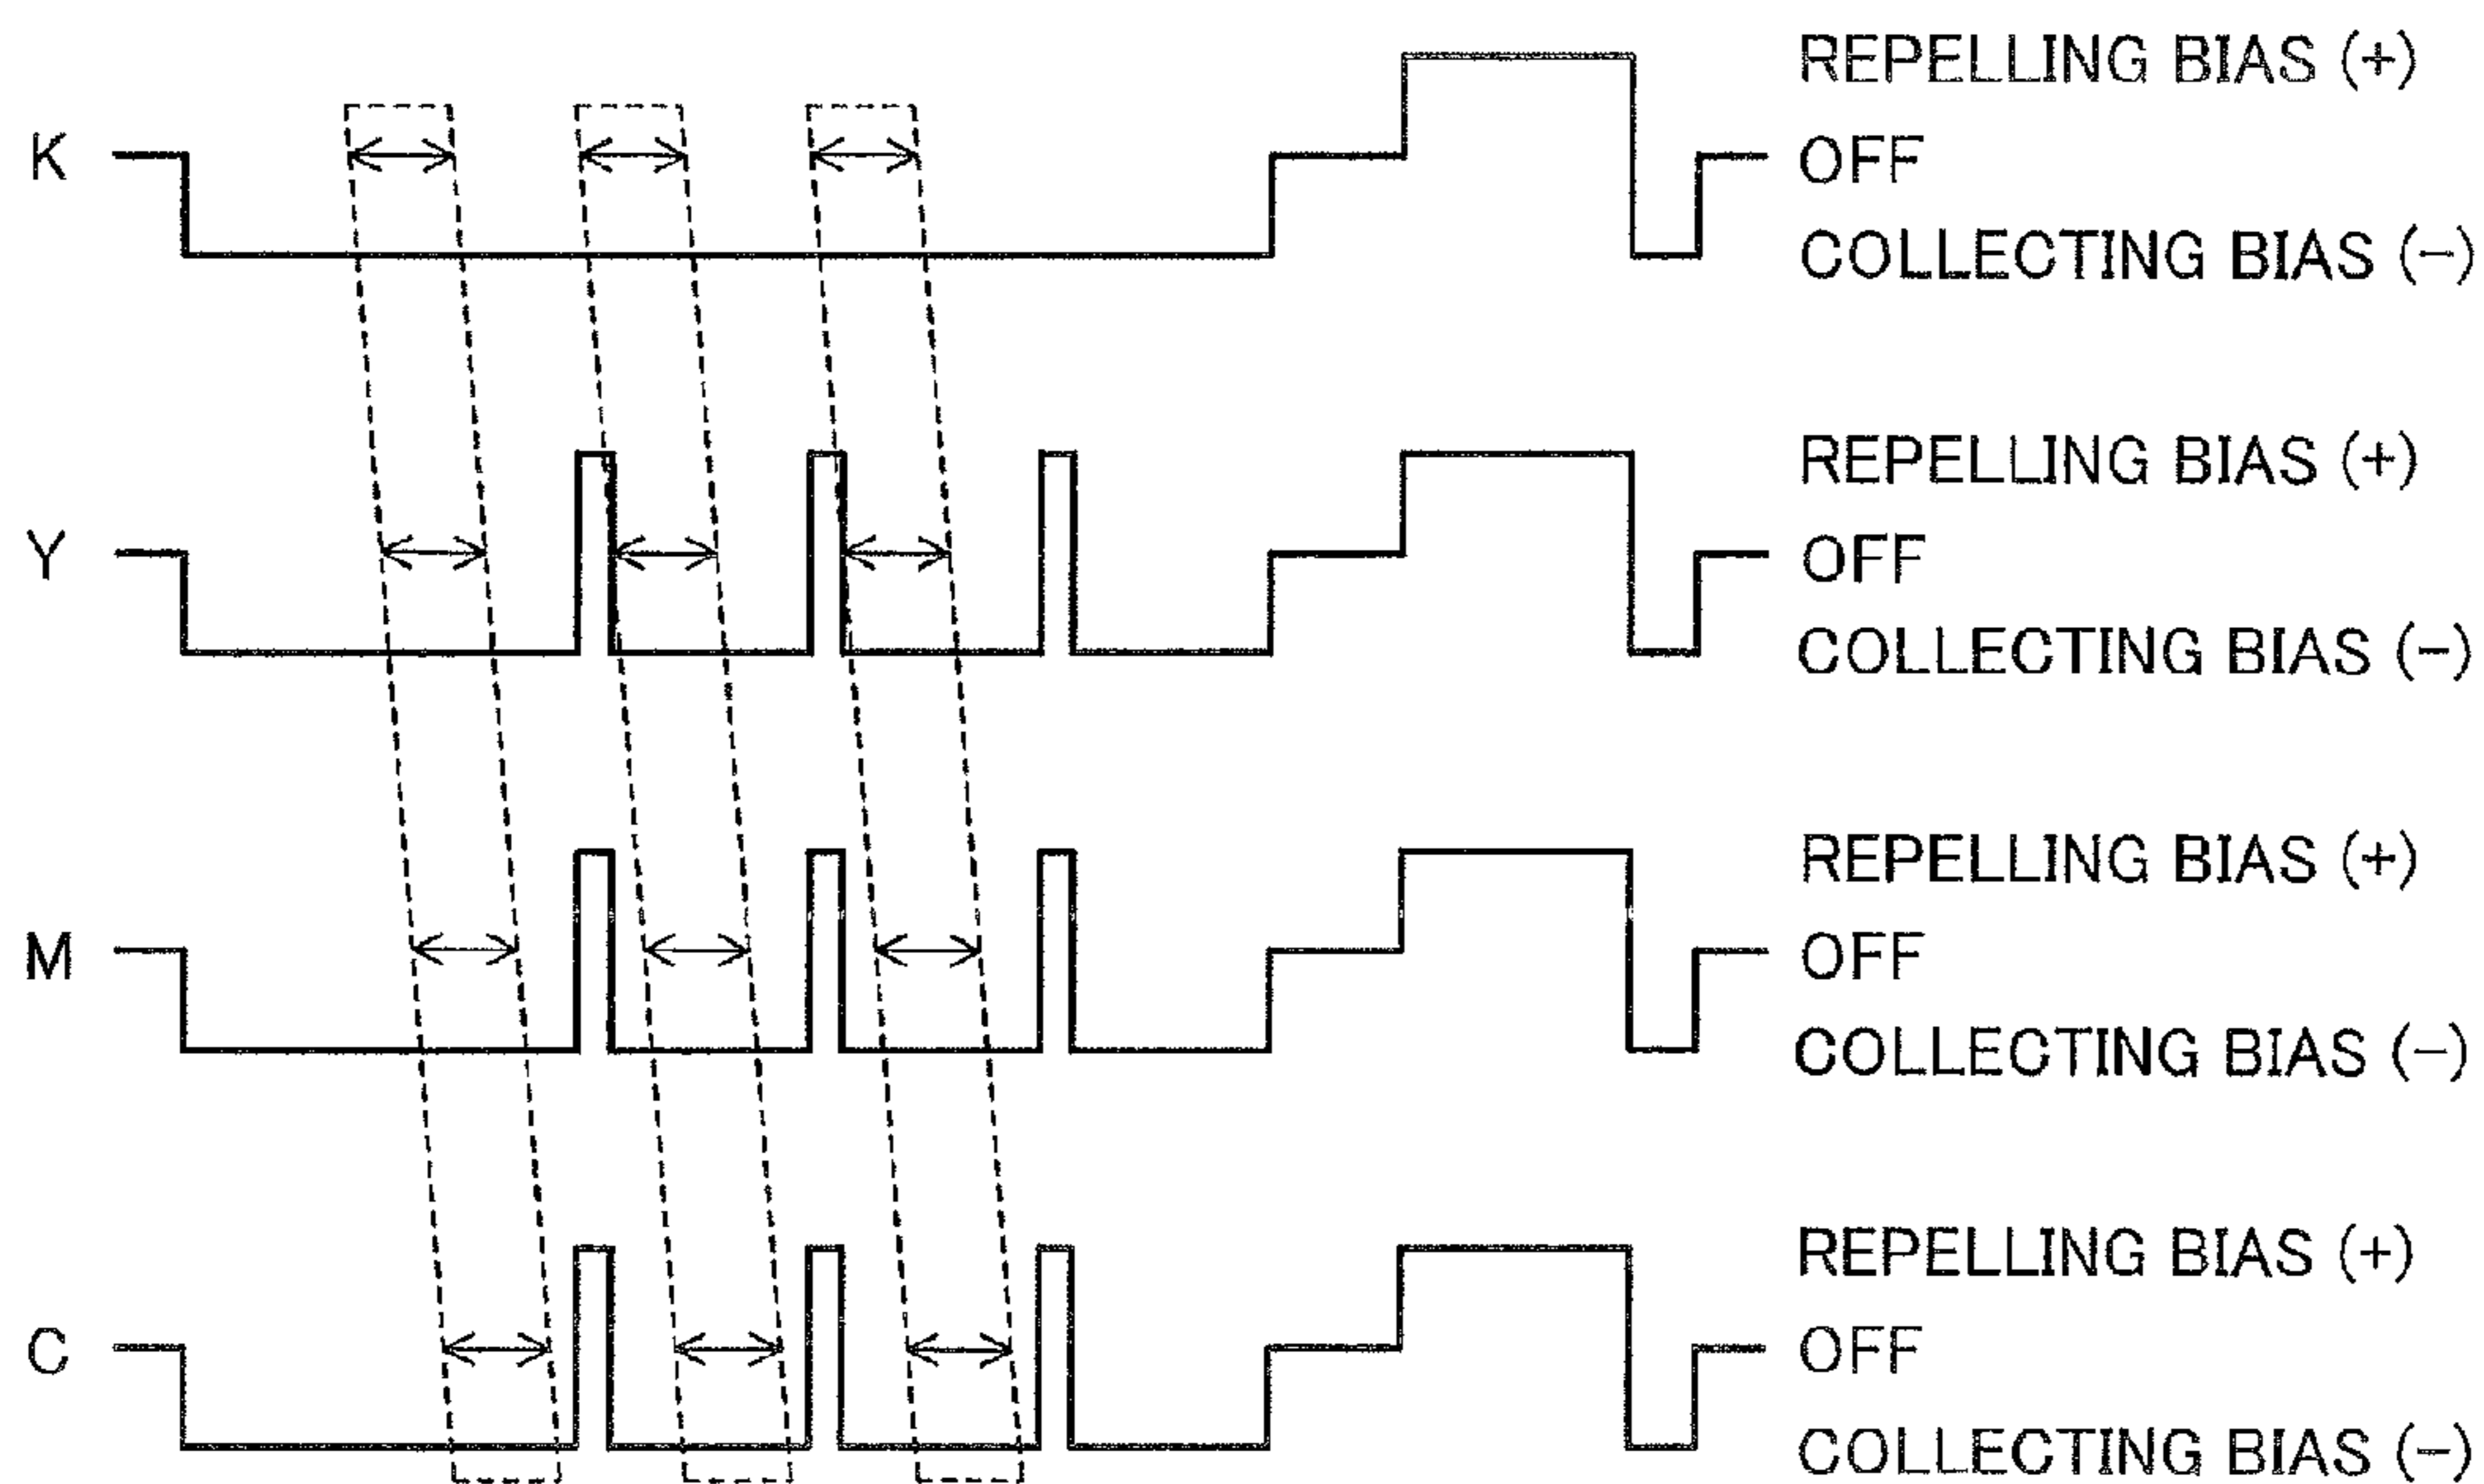 REPELLING BIAS (+)
K OFF
COLLECTING BIAS (−)
REPELLING BIAS (+)
Y OFF
COLLECTING BIAS (−)
REPELLING BIAS (+)
M OFF
COLLECTING BIAS (−)
REPELLING BIAS (+)
C OFF
COLLECTING BIAS (−)